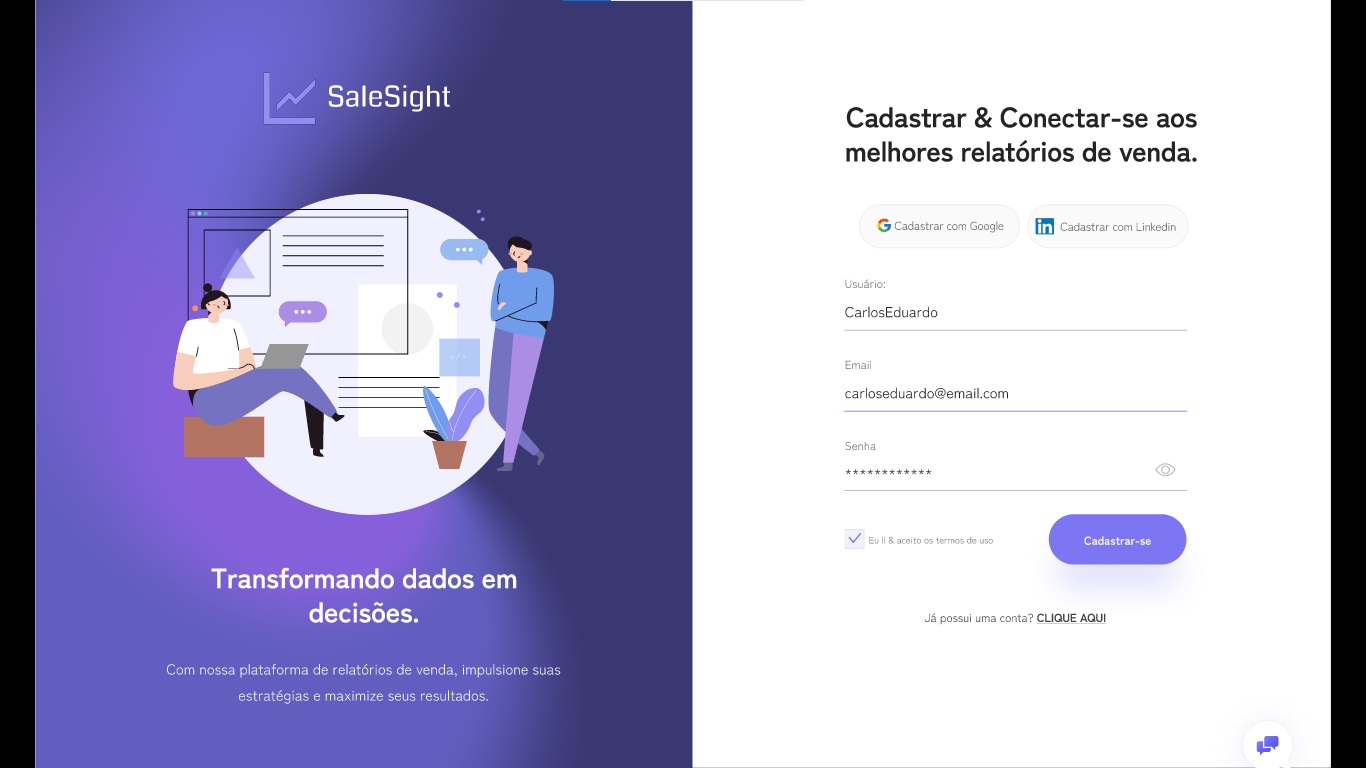 SaleSight
Transformando dados em
decisões.
Com nossa plataforma de relatórios de venda, impulsione suas
estratégias e maximize seus resultados.
Cadastrar & Conectar-se aos
melhores relatórios de venda.
Cadastrar com Google
Cadastrar com Linkedin
Usuário:
CarlosEduardo
Email
carloseduardo@email.com
Senha
************
Eu li & aceito os termos de uso
Cadastrar-se
Já possui uma conta? CLIQUE AQUI